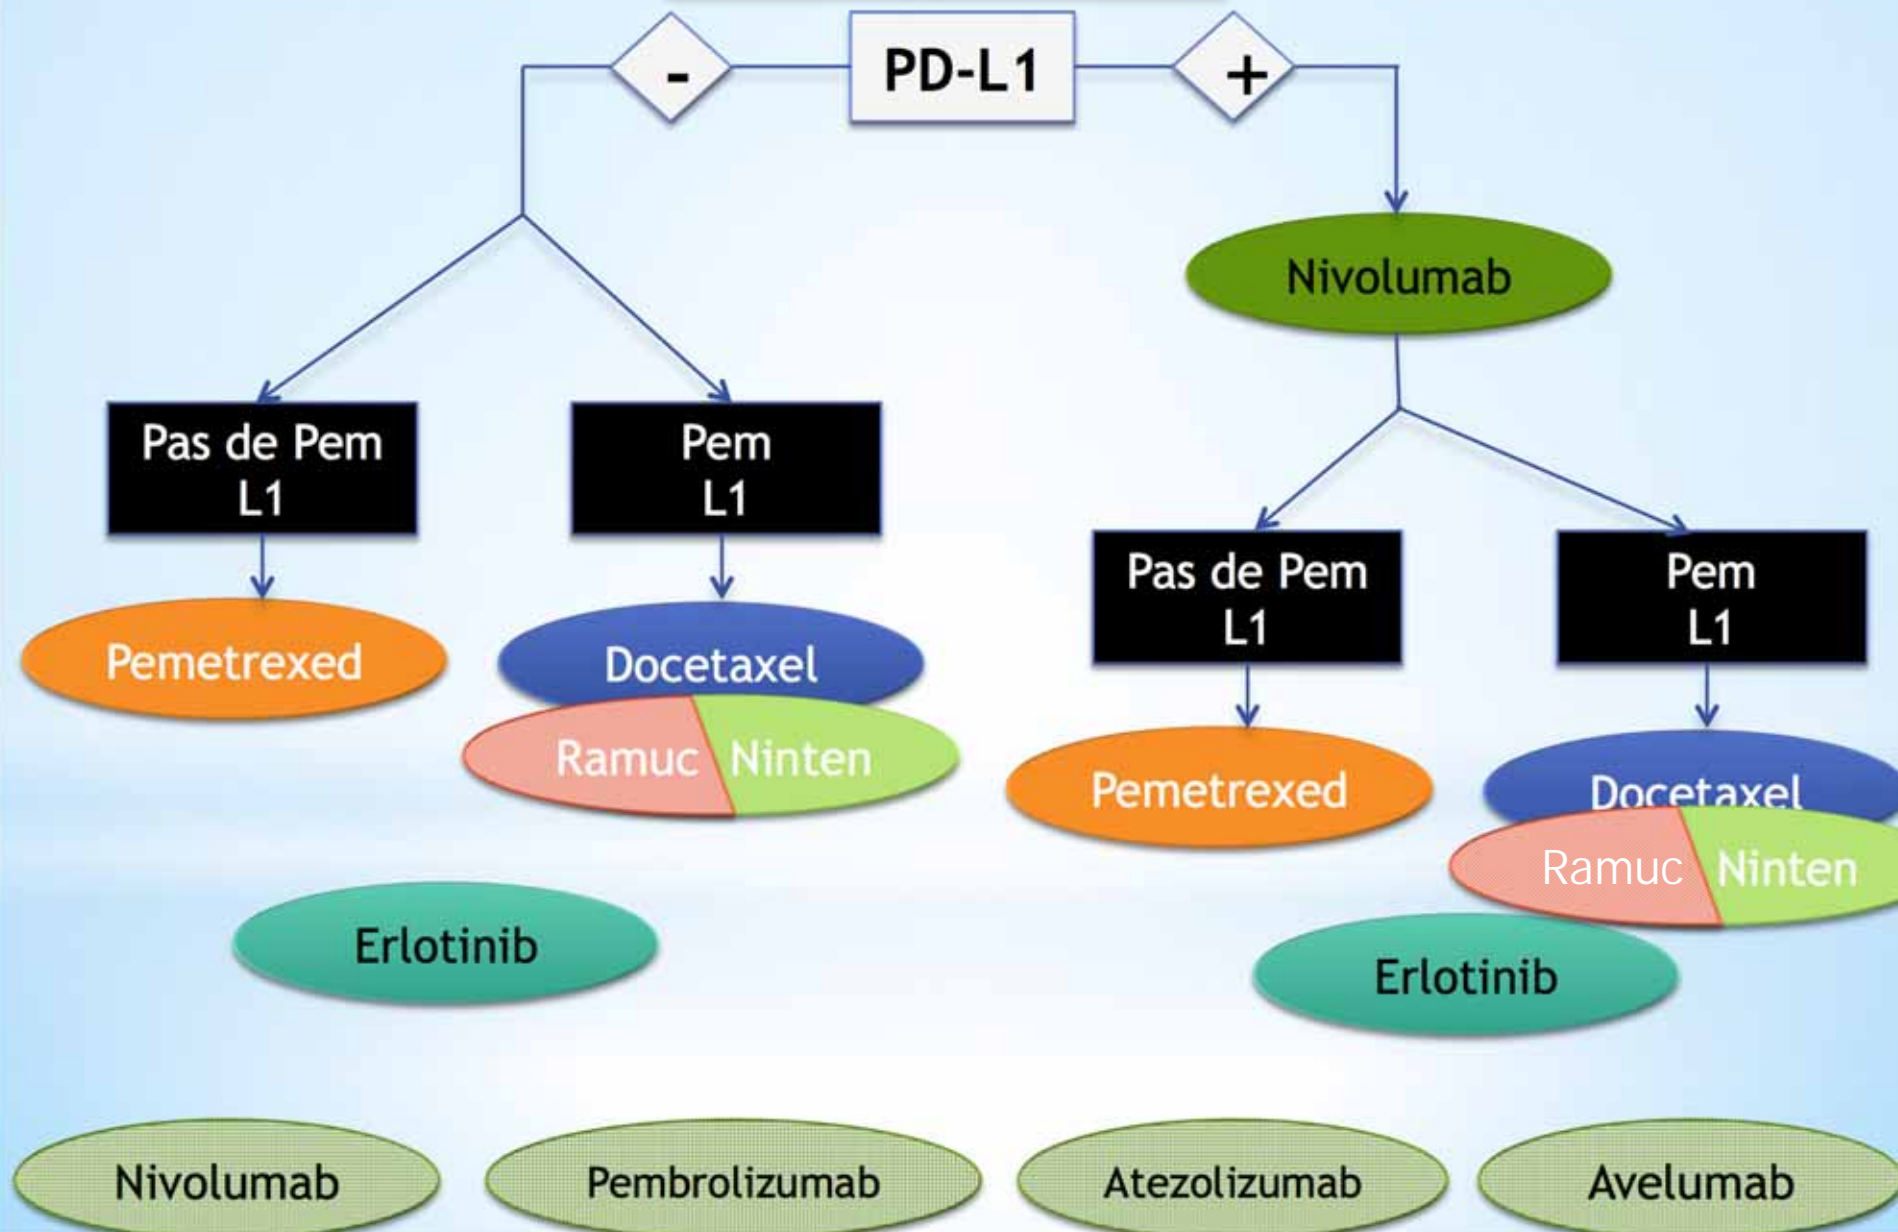 -
PD-L1
+
Nivolumab
Pas de Pem
L1
Pem
L1
Pas de Pem
L1
Pem
L1
Pemetrexed
Docetaxel
Ramuc
Ninten
Pemetrexed
Docetaxel
Ramuc
Ninten
Erlotinib
Erlotinib
Nivolumab
Pembrolizumab
Atezolizumab
Avelumab